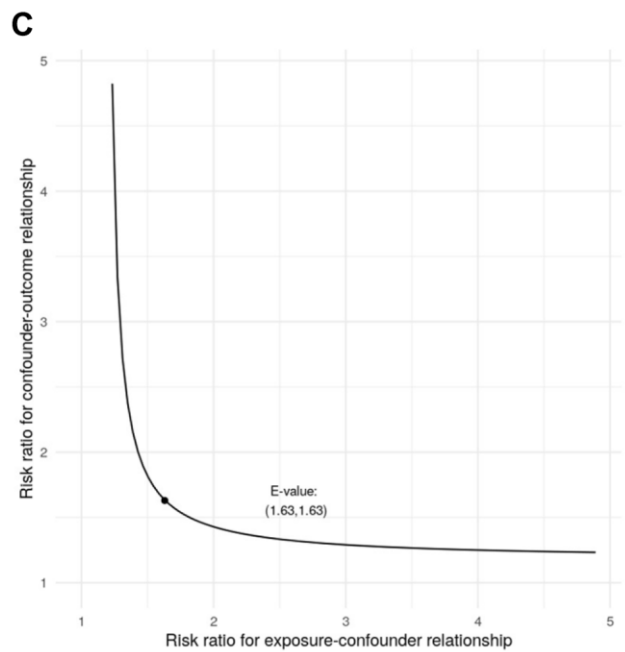 C
Risk ratio for confounder-outcome relationship
5
4
3
2
1
E-value:
(1.63,1.63)
1
2
3
4
5
Risk ratio for exposure-confounder relationship